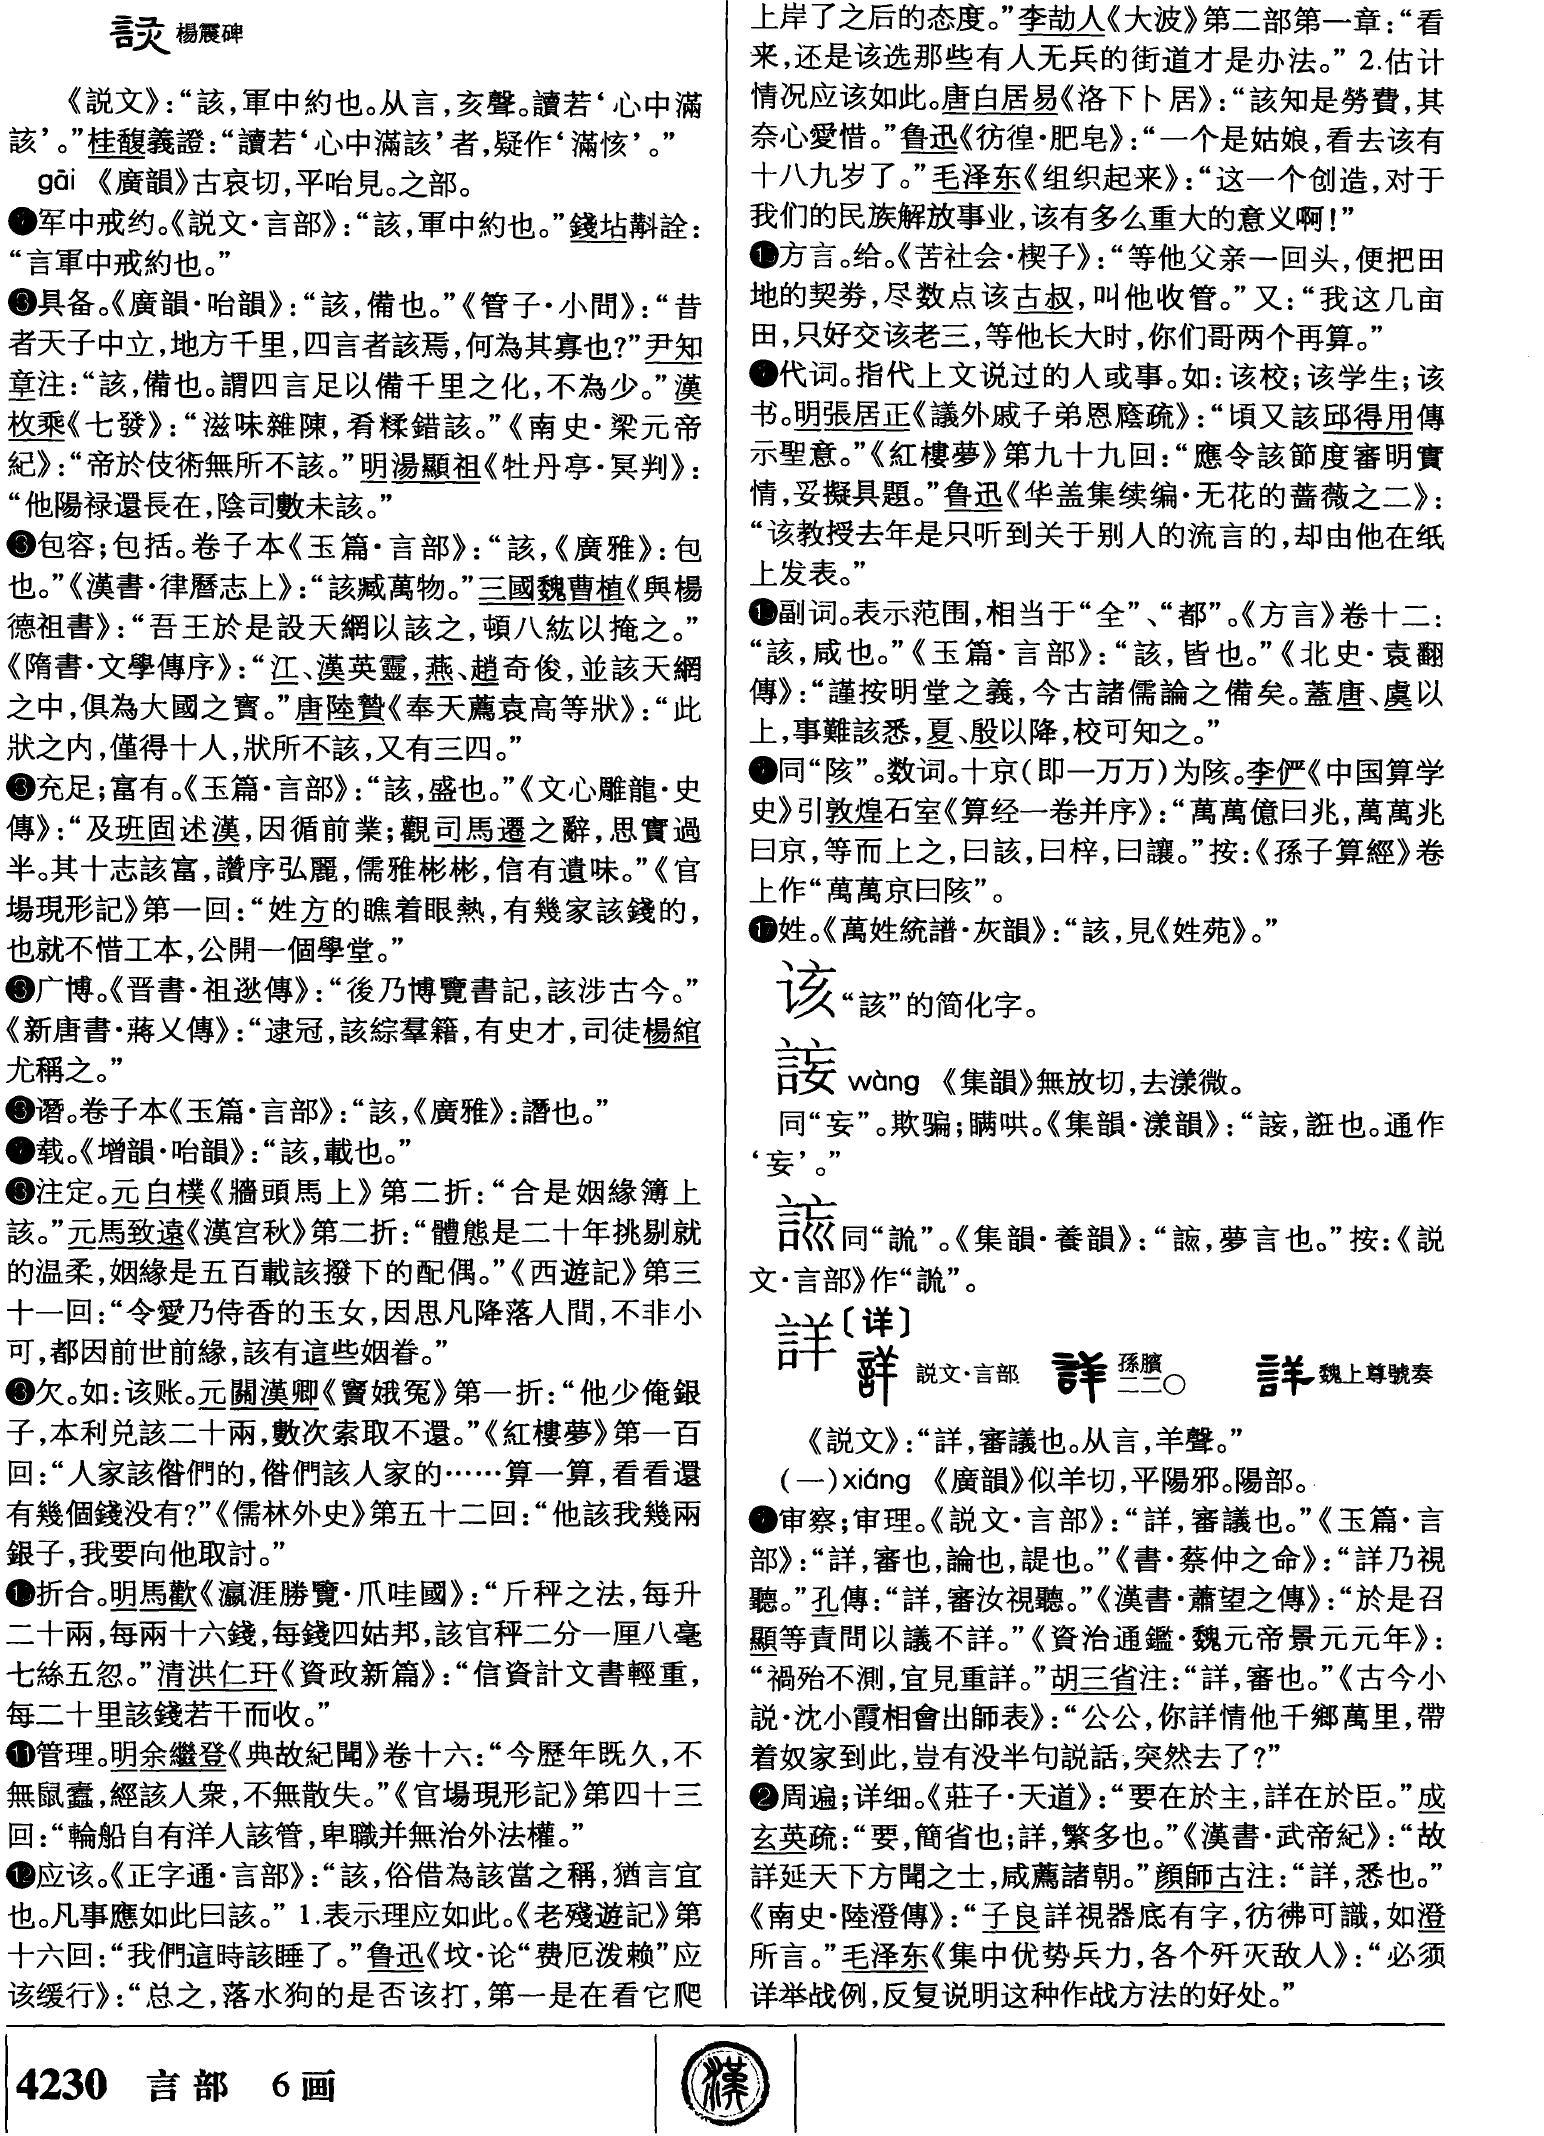 楊震碑
《説文》：“該，軍中約也。从言，亥聲。讀若‘心中滿
該’。”桂馥義證：“讀若‘心中滿該’者，疑作‘滿㤥’。”
gāi 《廣韻》古哀切，平咍見。之部。
军中戒约。《説文·言部》：“該，軍中約也。”錢坫斠詮：
“言軍中戒約也。”
具备。《廣韻·咍韻》：“該，備也。”《管子·小問》：“昔
者天子中立，地方千里，四言者該焉，何為其寡也？”尹知
章注：“該，備也。謂四言足以備千里之化，不為少。”漢
枚乘《七發》：“滋味雜陳，肴糅錯該。”《南史·梁元帝
紀》：“帝於伎術無所不該。”明湯顯祖《牡丹亭·冥判》：
“他陽禄還長在，陰司數未該。”
包容；包括。卷子本《玉篇·言部》：“該，《廣雅》：包
也。”《漢書·律曆志上》：“該臧萬物。”三國魏曹植《與楊
德祖書》：“吾王於是設天網以該之，頓八紘以掩之。”
《隋書·文學傳序》：“江、漢英靈，燕、趙奇俊，並該天網
之中，俱為大國之寶。”唐陸贄《奉天薦袁高等狀》：“此
狀之内，僅得十人，狀所不該，又有三四。”
充足；富有。《玉篇·言部》：“該，盛也。”《文心雕龍·史
傳》：“及班固述漢，因循前業；觀司馬遷之辭，思實過
半。其十志該富，讚序弘麗，儒雅彬彬，信有遺味。”《官
場現形記》第一回：“姓方的瞧着眼熱，有幾家該錢的，
也就不惜工本，公開一個學堂。”
广博。《晋書·祖逖傳》：“後乃博覽書記，該涉古今。”
《新唐書·蔣乂傳》：“逮冠，該綜羣籍，有史才，司徒楊綰
尤稱之。”
谮。卷子本《玉篇·言部》：“該，《廣雅》：譖也。”
载。《增韻·咍韻》：“該，載也。”
注定。元白樸《牆頭馬上》第二折：“合是姻緣簿上
該。”元馬致遠《漢宫秋》第二折：“體態是二十年挑剔就
的温柔，姻緣是五百載該撥下的配偶。”《西遊記》第三
十一回：“令愛乃侍香的玉女，因思凡降落人間，不非小
可，都因前世前緣，該有這些姻眷。”
欠。如：该账。元關漢卿《竇娥冤》第一折：“他少俺銀
子，本利兑該二十兩，數次索取不還。”《紅樓夢》第一百
回：“人家該俗們的，俗們該人家的……算一算，看看還
有幾個錢没有？”《儒林外史》第五十二回：“他該我幾兩
銀子，我要向他取討。”
折合。明馬歡《瀛涯勝覽·爪哇國》：“斤秤之法，每升
二十兩，每兩十六錢，每錢四姑邦，該官秤二分一厘八毫
七絲五忽。”清洪仁玕《資政新篇》：“信資計文書輕重，
每二十里該錢若干而收。”
⓫管理。明余繼登《典故紀聞》卷十六：“今歷年既久，不
無鼠蠹，經該人衆，不無散失。”《官場現形記》第四十三
回：“輪船自有洋人該管，卑職并無治外法權。”
⓬应该。《正字通·言部》：“該，俗借為該當之稱，猶言宜
也。凡事應如此曰該。” 1.表示理应如此。《老殘遊記》第
十六回：“我們這時該睡了。”鲁迅《坟·论“费厄泼赖”应
该缓行》：“总之，落水狗的是否该打，第一是在看它爬
上岸了之后的态度。”李劼人《大波》第二部第一章：“看
来，还是该选那些有人无兵的街道才是办法。” 2.估计
情况应该如此。唐白居易《洛下卜居》：“該知是勞費，其
奈心愛惜。”鲁迅《彷徨·肥皂》：“一个是姑娘，看去该有
十八九岁了。”毛泽东《组织起来》：“这一个创造，对于
我们的民族解放事业，该有多么重大的意义啊！”
方言。给。《苦社会·楔子》：“等他父亲一回头，便把田
地的契券，尽数点该古叔，叫他收管。”又：“我这几亩
田，只好交该老三，等他长大时，你们哥两个再算。”
代词。指代上文说过的人或事。如：该校；该学生；该
书。明張居正《議外戚子弟恩蔭疏》：“頃又該邱得用傳
示聖意。”《紅樓夢》第九十九回：“應令該節度審明實
情，妥擬具題。”鲁迅《华盖集续编·无花的蔷薇之二》：
“该教授去年是只听到关于别人的流言的，却由他在纸
上发表。”
副词。表示范围，相当于“全”、“都”。《方言》卷十二：
“該，咸也。”《玉篇·言部》：“該，皆也。”《北史·袁翻
傳》：“謹按明堂之義，今古諸儒論之備矣。蓋唐、虞以
上，事難該悉，夏、殷以降，校可知之。”
同“陔”。数词。十京（即一万万）为陔。李俨《中国算学
史》引敦煌石室《算经一卷并序》：“萬萬億曰兆，萬萬兆
曰京，等而上之，曰該，曰梓，曰讓。”按：《孫子算經》卷
上作“萬萬京曰陔”。
⓱姓。《萬姓統譜·灰韻》：“該，見《姓苑》。”
该 “該”的简化字。
wàng 《集韻》無放切，去漾微。
同“妄”。欺骗；瞒哄。《集韻·漾韻》：“，誑也。通作
‘妄’。”
同“詤”。《集韻·養韻》：“，夢言也。”按：《説
文·言部》作“詤”。
詳〔详〕
詳 説文·言部 詳 孫臏二二〇 詳 魏上尊號奏
《説文》：“詳，審議也。从言，羊聲。”
（一）xiáng 《廣韻》似羊切，平陽邪。陽部。
审察；审理。《説文·言部》：“詳，審議也。”《玉篇·言
部》：“詳，審也，論也，諟也。”《書·蔡仲之命》：“詳乃視
聽。”孔傳：“詳，審汝視聽。”《漢書·蕭望之傳》：“於是召
顯等責問以議不詳。”《資治通鑑·魏元帝景元元年》：
“禍殆不測，宜見重詳。”胡三省注：“詳，審也。”《古今小
説·沈小霞相會出師表》：“公公，你詳情他千鄉萬里，帶
着奴家到此，豈有没半句説話，突然去了？”
❷周遍；详细。《莊子·天道》：“要在於主，詳在於臣。”成
玄英疏：“要，簡省也；詳，繁多也。”《漢書·武帝紀》：“故
詳延天下方聞之士，咸薦諸朝。”顔師古注：“詳，悉也。”
《南史·陸澄傳》：“子良詳視器底有字，彷彿可識，如澄
所言。”毛泽东《集中优势兵力，各个歼灭敌人》：“必须
详举战例，反复说明这种作战方法的好处。”
4230 言部 6画
漢